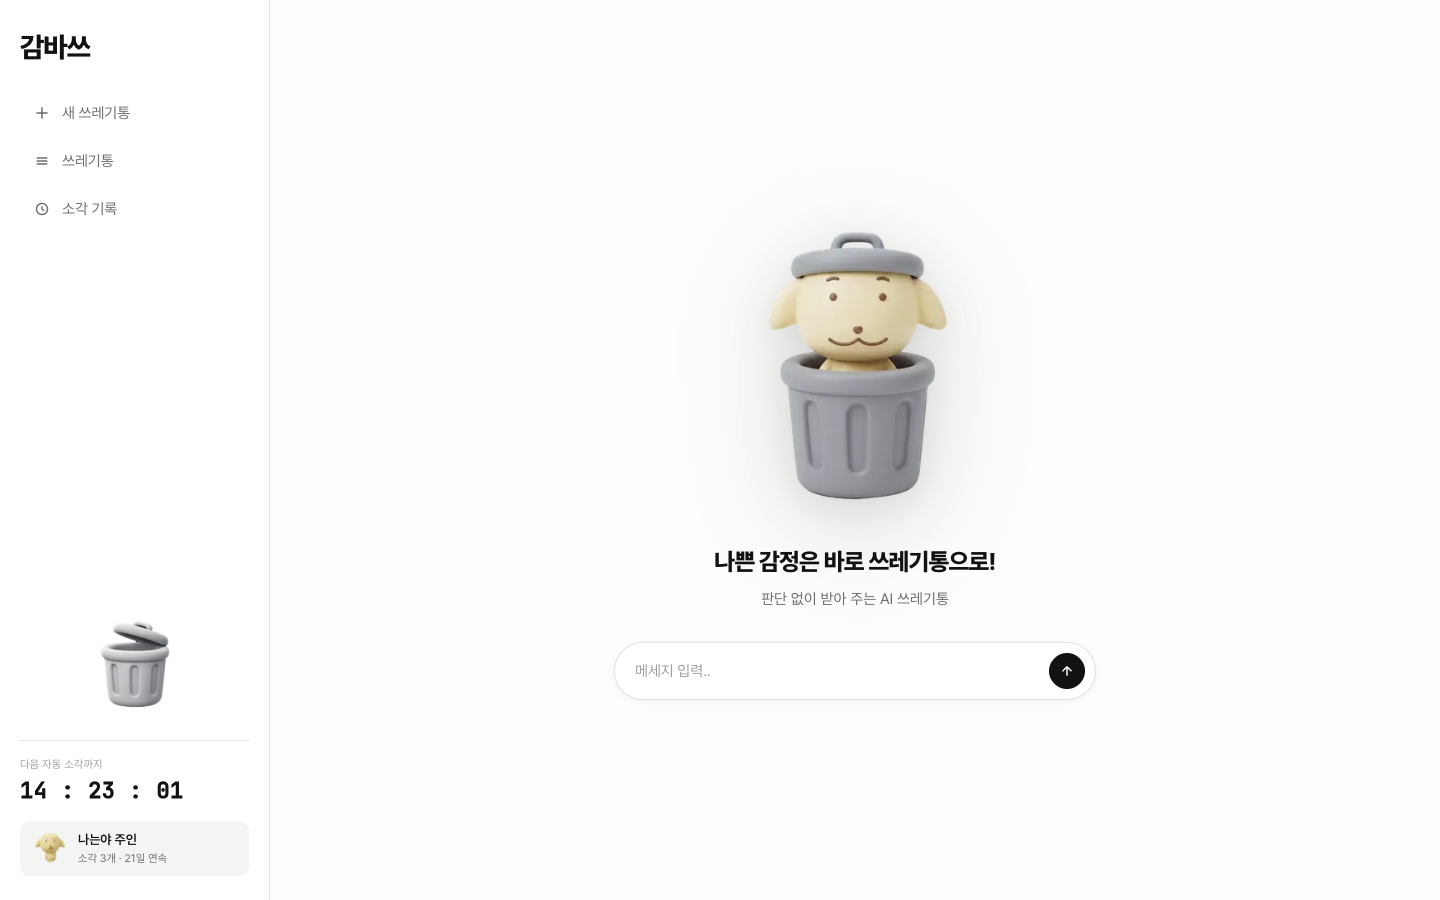 감바쓰
새 쓰레기통
쓰레기통
소각 기록
나쁜 감정은 바로 쓰레기통으로!
판단 없이 받아 주는 AI 쓰레기통
메세지 입력..
다음 자동 소각까지
14 : 23 : 01
나는야 주인
소각 3개 · 21일 연속